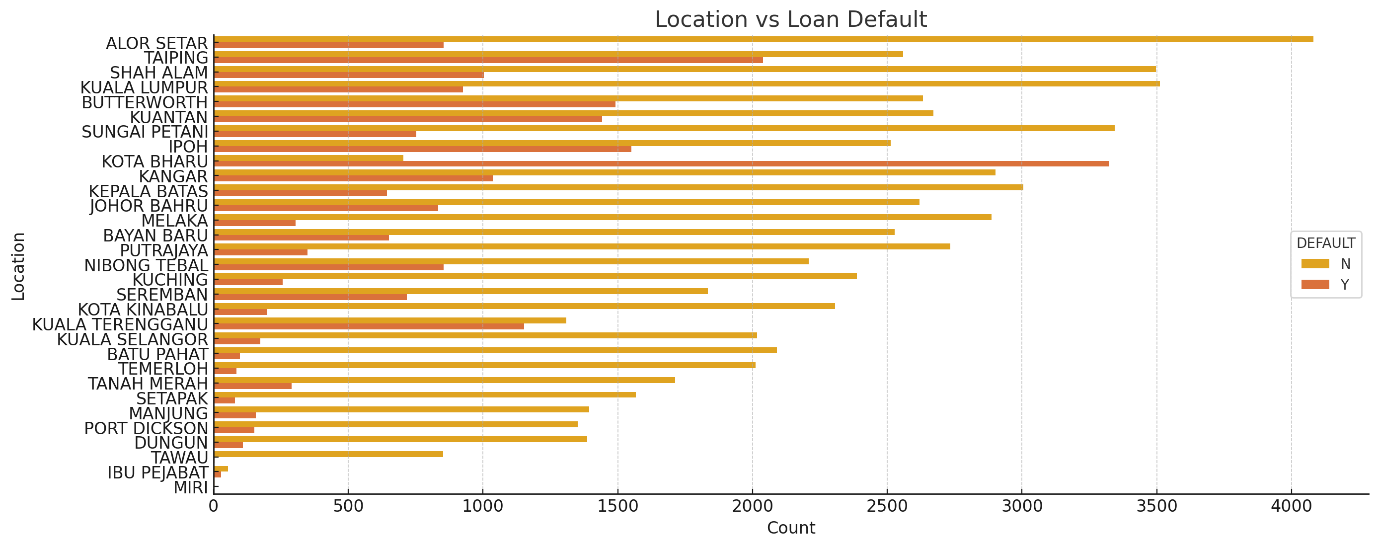 Location vs Loan Default
Location
ALOR SETAR
TAIPING
SHAH ALAM
KUALA LUMPUR
BUTTERWORTH
KUANTAN
SUNGAI PETANI
IPOH
KOTA BHARU
KANGAR
KEPALA BATAS
JOHOR BAHRU
MELAKA
BAYAN BARU
PUTRAJAYA
NIBONG TEBAL
KUCHING
SEREMBAN
KOTA KINABALU
KUALA TERENGGANU
KUALA SELANGOR
BATU PAHAT
TEMERLOH
TANAH MERAH
SETAPAK
MANJUNG
PORT DICKSON
DUNGUN
TAWAU
IBU PEJABAT
MIRI
DEFAULT
N
Y
0 500 1000 1500 2000 2500 3000 3500 4000
Count